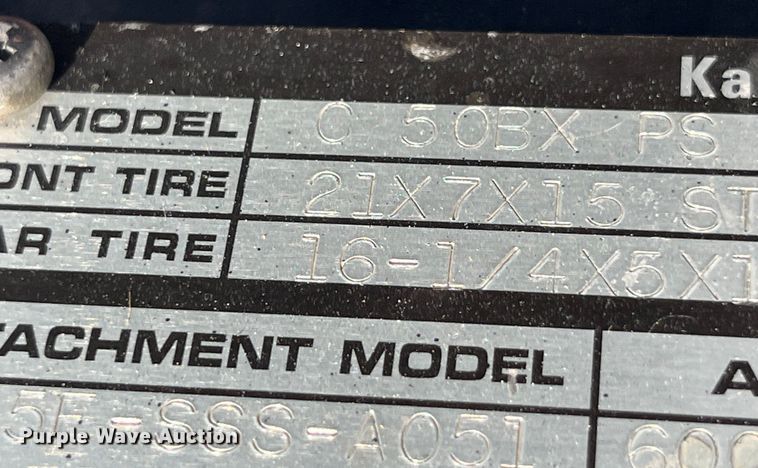 Ka
MODEL C 50BX PS
ONT TIRE 21X7X15 ST
AR TIRE 16-1/4X5X1
TACHMENT MODEL A
5E-SSS-A051 600
Purple Wave Auction